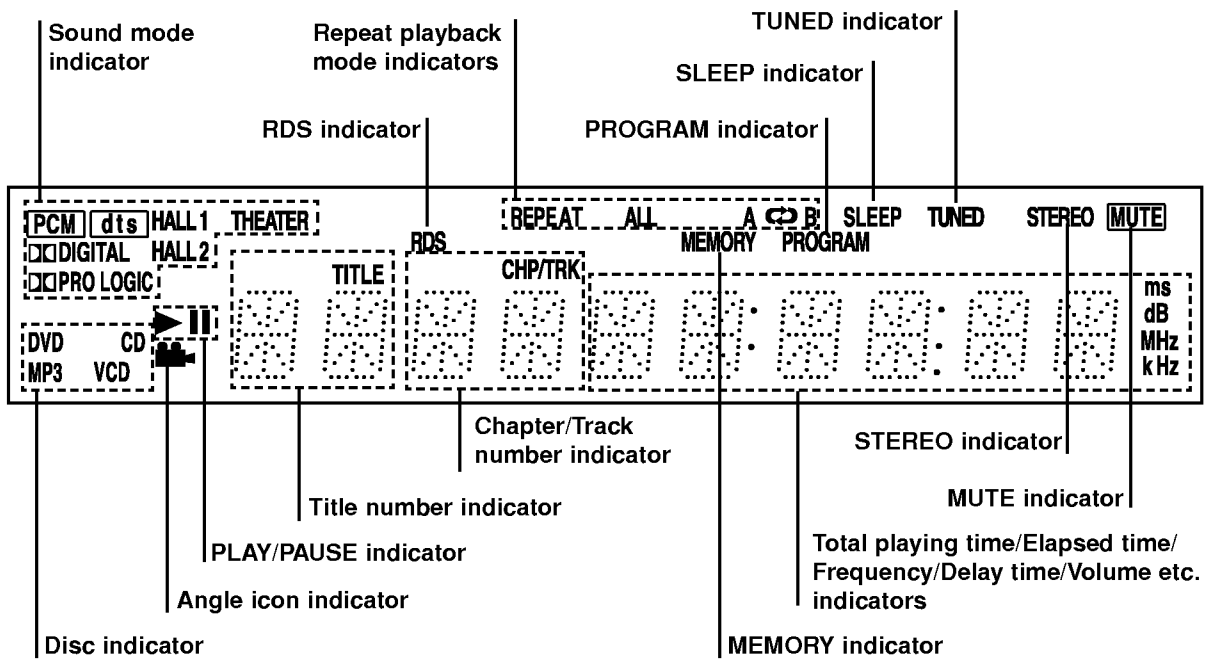 TUNED indicator
Sound mode
indicator
Repeat playback
mode indicators
SLEEP indicator
RDS indicator
PROGRAM indicator
PCM dts HALL 1 THEATER
REPEAT ALL A B SLEEP TUNED STEREO MUTE
DIGITAL HALL 2
RDS
MEMORY PROGRAM
PRO LOGIC
TITLE
CHP/TRK
ms
dB
MHz
kHz
DVD CD
MP3 VCD
Chapter/Track
number indicator
STEREO indicator
Title number indicator
MUTE indicator
PLAY/PAUSE indicator
Total playing time/Elapsed time/
Frequency/Delay time/Volume etc.
indicators
Angle icon indicator
Disc indicator
MEMORY indicator